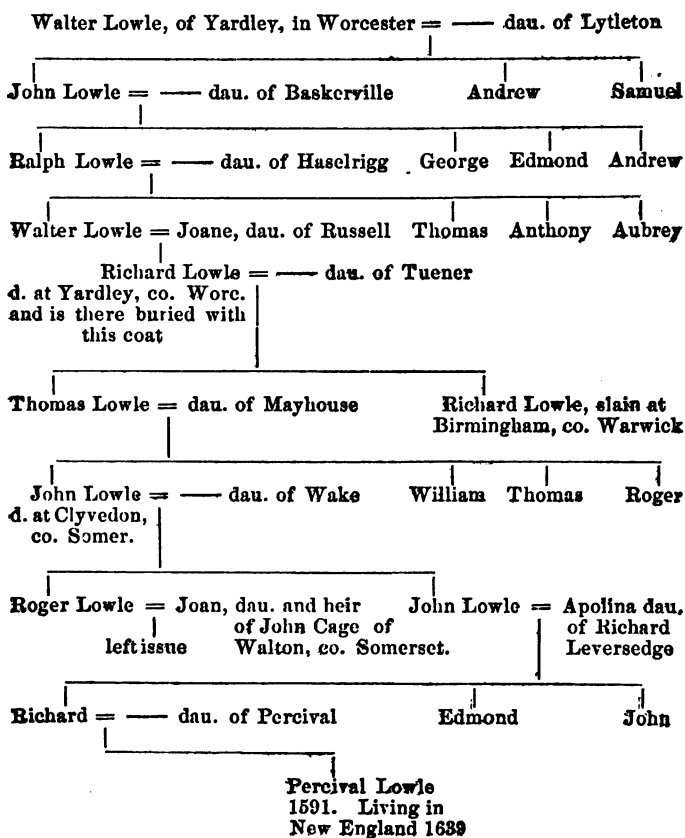 Walter Lowle, of Yardley, in Worcester = —— dau. of Lytleton
John Lowle = —— dau. of Baskerville Andrew Samuel
Ralph Lowle = —— dau. of Haselrigg George Edmond Andrew
Walter Lowle = Joane, dau. of Russell Thomas Anthony Aubrey
Richard Lowle = —— dau. of Tuener
d. at Yardley, co. Worc.
and is there buried with
this coat
Thomas Lowle = dau. of Mayhouse Richard Lowle, slain at
Birmingham, co. Warwick
John Lowle = —— dau. of Wake William Thomas Roger
d. at Clyvedon,
co. Somer.
Roger Lowle = Joan, dau. and heir John Lowle = Apolina dau.
of John Cage of of Richard
left issue Walton, co. Somerset. Leversedge
Richard = —— dau. of Percival Edmond John
Percival Lowle
1591. Living in
New England 1639